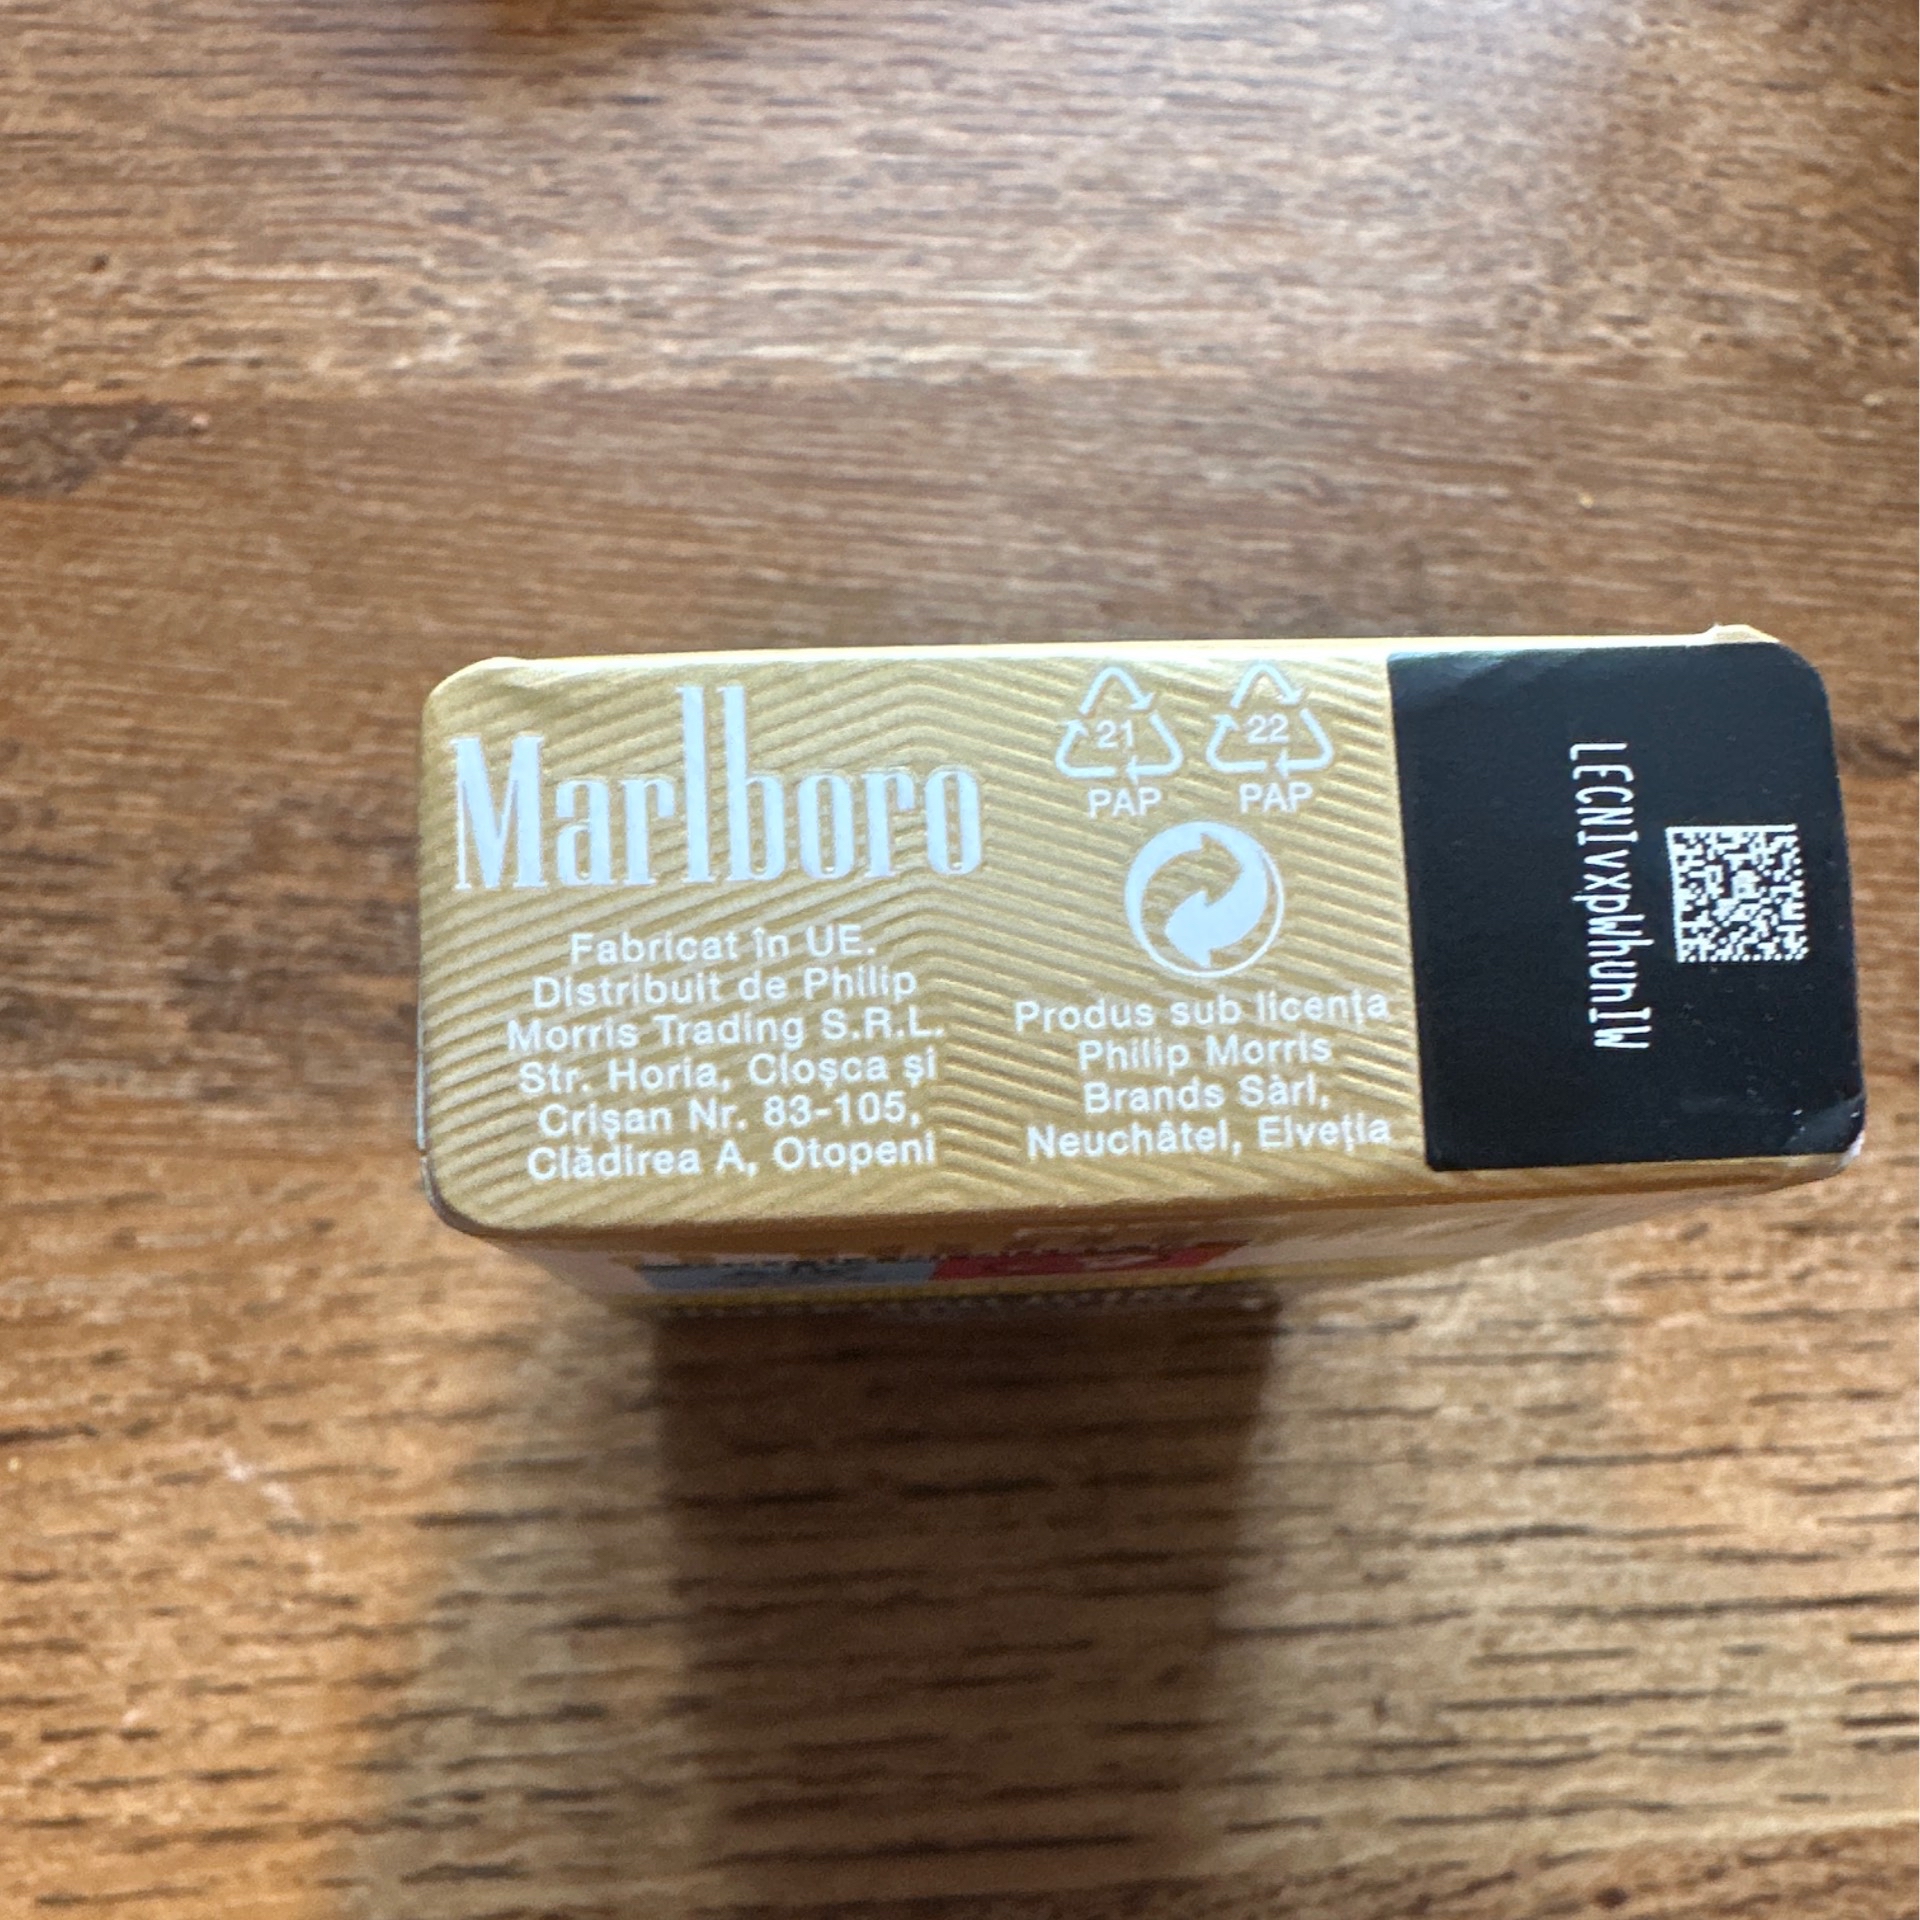 Marlboro
Fabricat în UE.
Distribuit de Philip
Morris Trading S.R.L.
Str. Horia, Cloșca și
Crișan Nr. 83-105,
Clădirea A, Otopeni
21
PAP
22
PAP
Produs sub licența
Philip Morris
Brands Sàrl,
Neuchâtel, Elveția
LECNIvxpWhUnIW